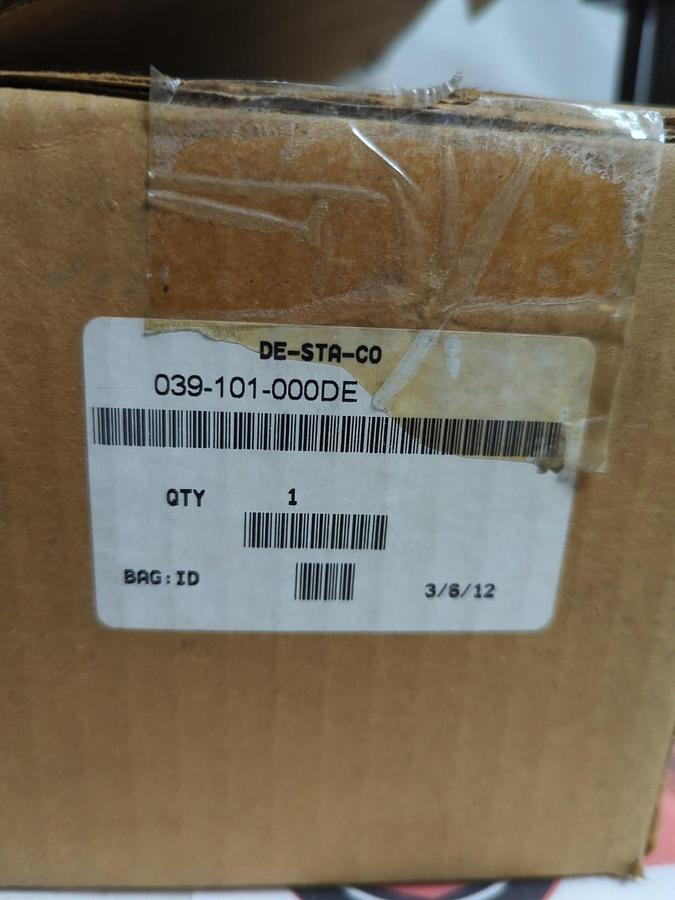 DE-STA-CO
039-101-000DE
QTY 1
BAG:ID 3/6/12